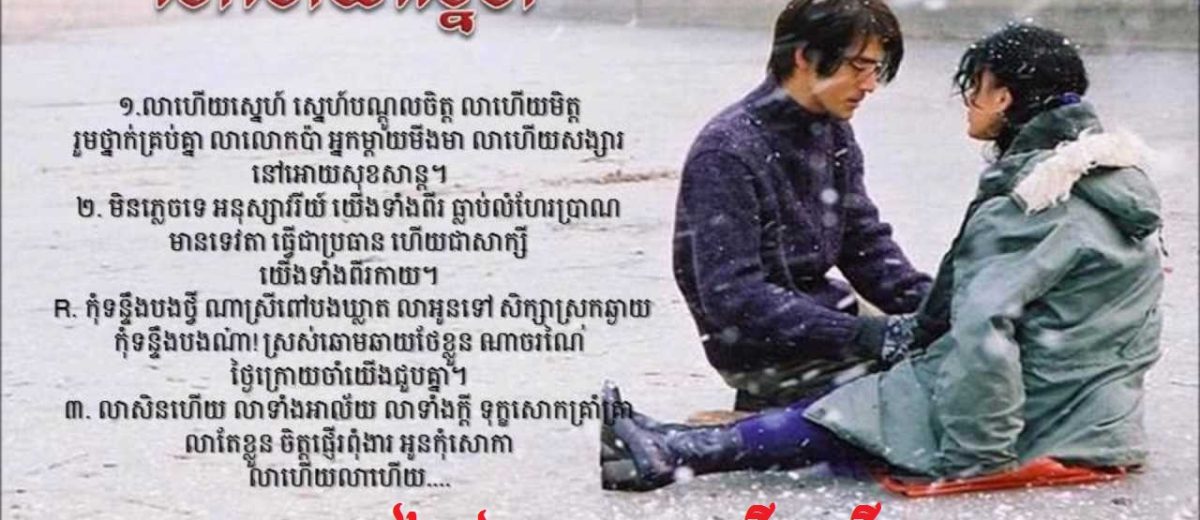 ១.លាហើយស្នេហ៍ ស្នេហ៍បណ្តូលចិត្ត លាហើយមិត្ត
រួមថ្នាក់គ្រប់គ្នា លាលោកប៉ា អ្នកម្តាយមីងមា លាហើយសង្សារ
នៅអោយសុខសាន្ត។
២. មិនភ្លេចទេ អនុស្សាវរីយ៍ យើងទាំងពីរ ធ្លាប់លំហែរប្រាណ
មានទេវតា ធ្វើជាប្រធាន ហើយជាសាក្សី
យើងទាំងពីរកាយ។
R. កុំទន្ទឹងបងថ្វី ណាស្រីពៅបងឃ្លាត លាអូនទៅ សិក្សាស្រុកឆ្ងាយ
កុំទន្ទឹងបងណ៎ា! ស្រស់ឆោមឆាយថែខ្លួន ណាចរណៃ
ថ្ងៃក្រោយចាំយើងជួបគ្នា។
៣. លាសិនហើយ លាទាំងអាល័យ លាទាំងក្តី ទុក្ខសោកគ្រាំគ្រា
លាតែខ្លួន ចិត្តផ្ញើរពុំងារ អូនកុំសោកា
លាហើយលាហើយ....